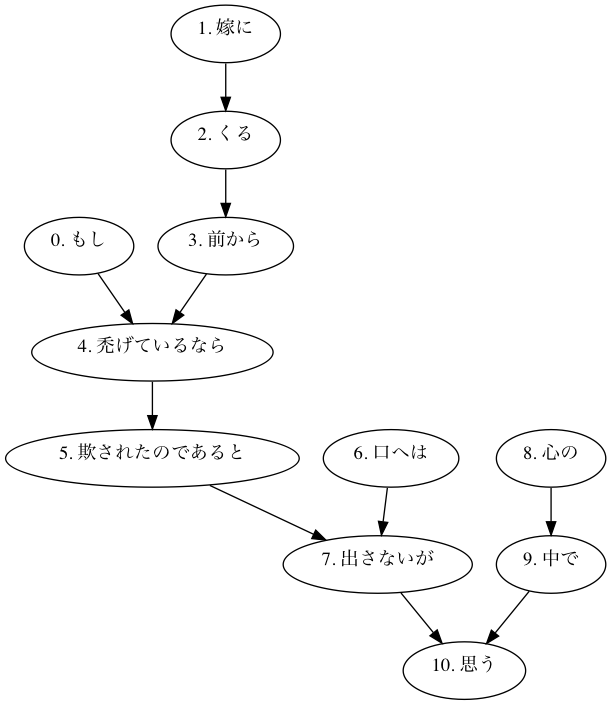 1. 嫁に
2. くる
0. もし
3. 前から
4. 禿げているなら
5. 欺されたのであると
6. 口へは
8. 心の
7. 出さないが
9. 中で
10. 思う